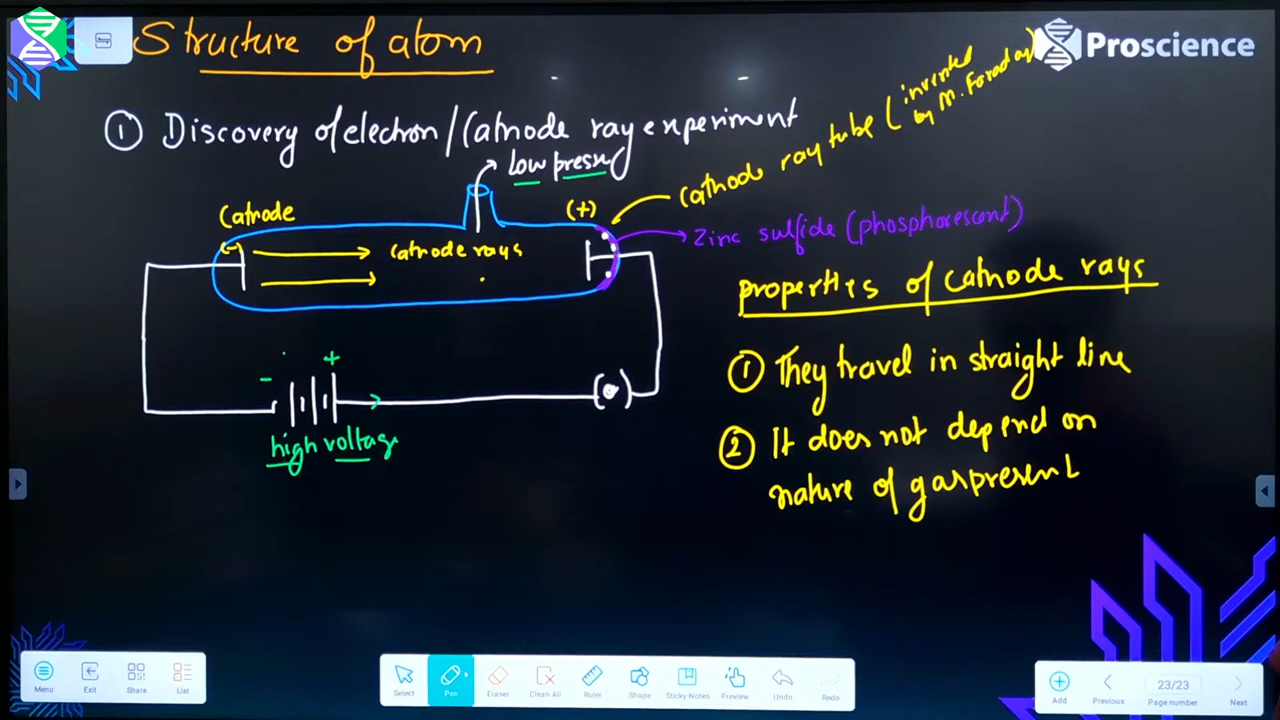 Structure of atom
Proscience
① Discovery of electron/Cathode ray experiment
cathode ray tube (invented
by M. Faraday)
low presu
Cathode
(+)
Zinc sulfide (phosphorescent)
(-)
cathode rays
properties of cathode rays
① They travel in straight line
- +
high voltage
② It does not depend on
nature of gas present
Menu
Exit
Share
List
Select
Pen
Eraser
Clean All
Ruler
Shape
Sticky Notes
Preview
Undo
Redo
Add
Previous
23/23
Page number
Next